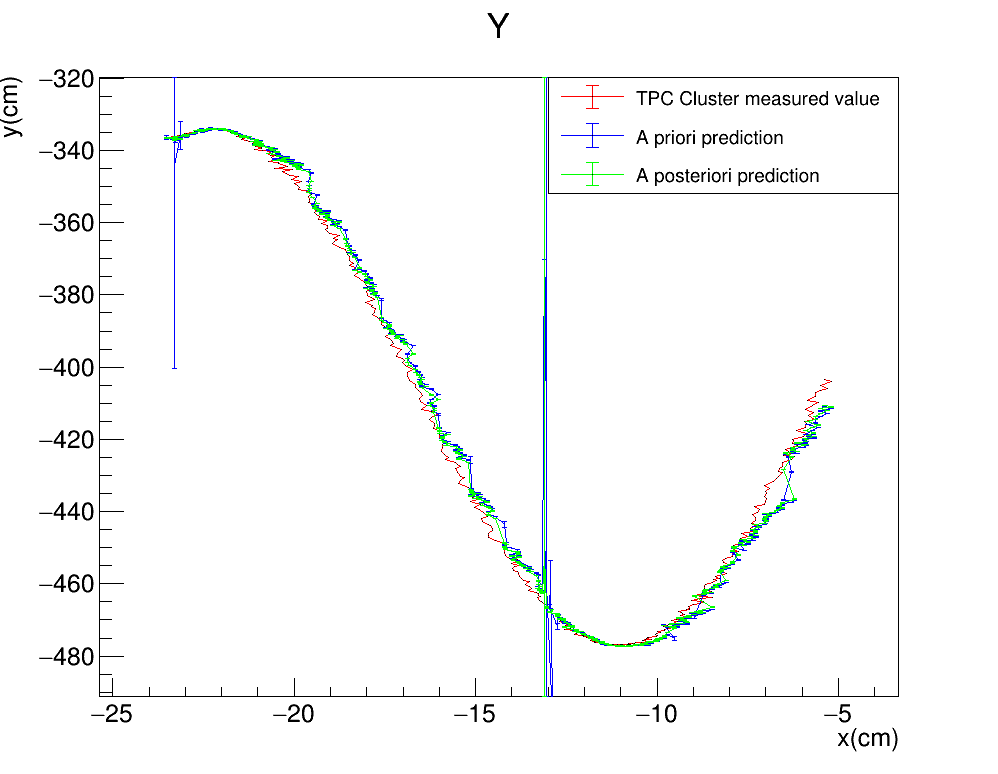 Y
y(cm)
−320
−340
−360
−380
−400
−420
−440
−460
−480
TPC Cluster measured value
A priori prediction
A posteriori prediction
−25 −20 −15 −10 −5
x(cm)